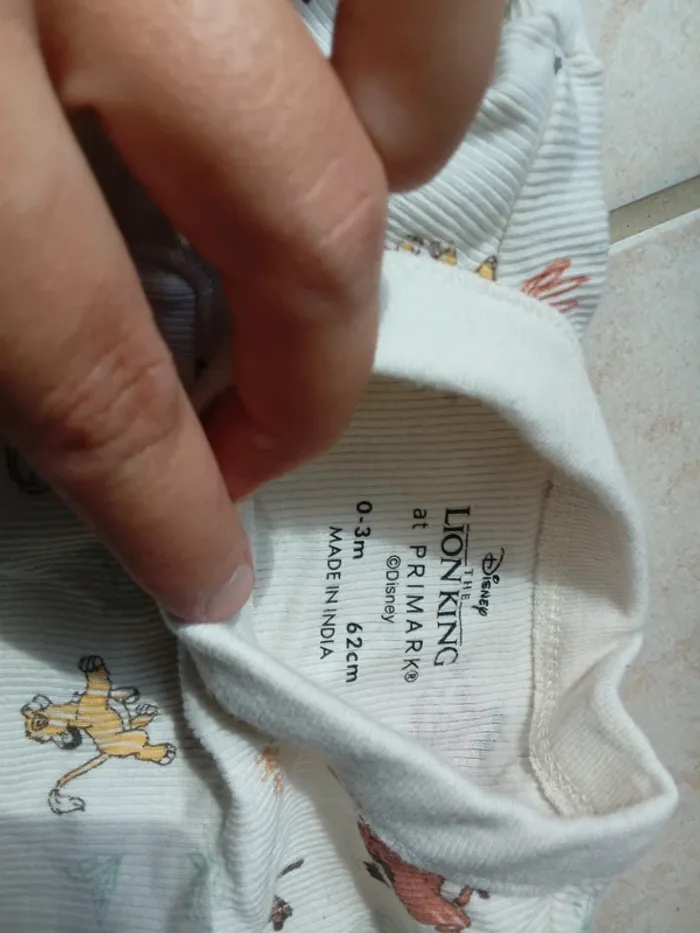 Disney
THE
LION KING
at PRIMARK®
©Disney
0-3m 62cm
MADE IN INDIA